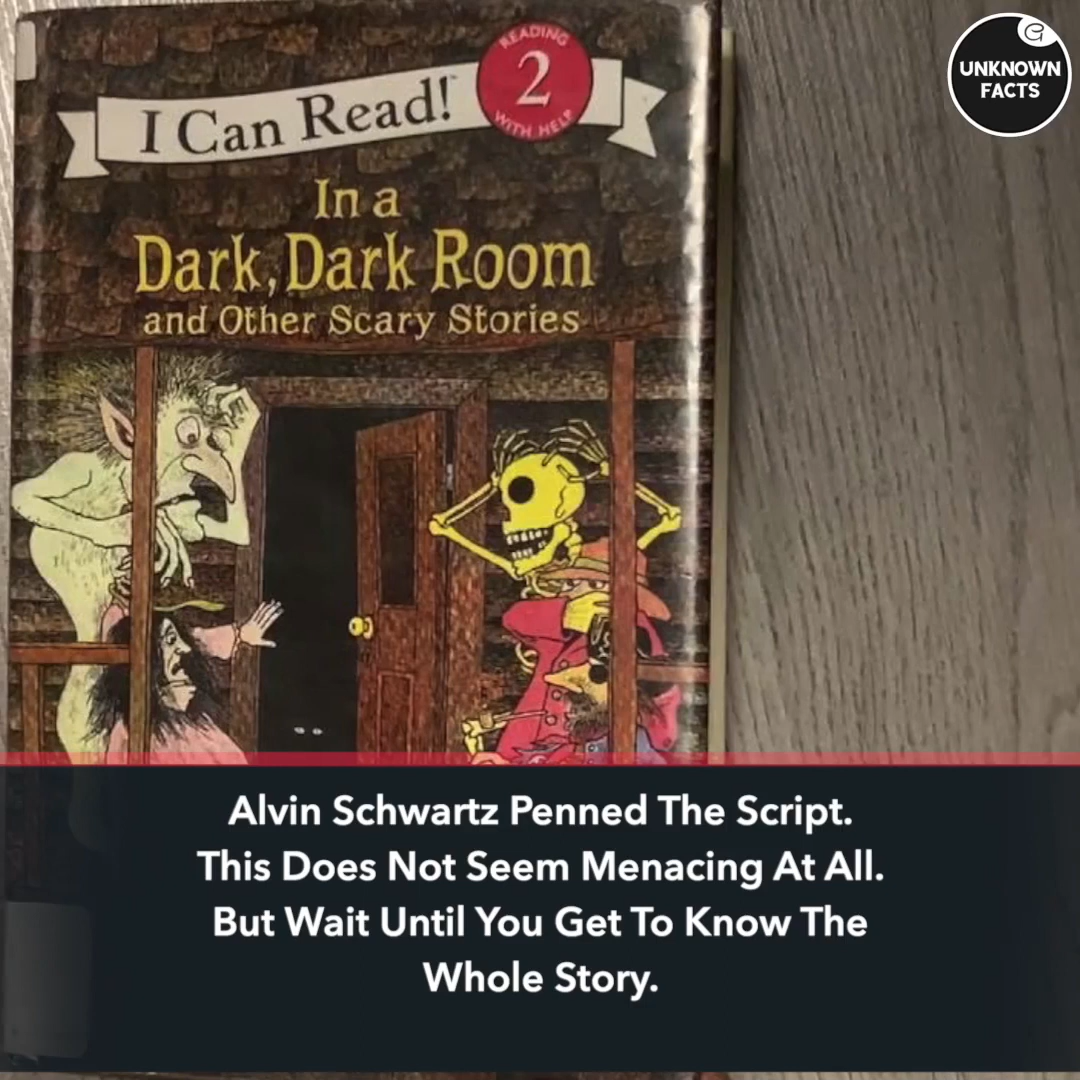 UNKNOWN
FACTS
READING
2
WITH HELP
I Can Read!™
In a
Dark, Dark Room
and Other Scary Stories
Alvin Schwartz Penned The Script.
This Does Not Seem Menacing At All.
But Wait Until You Get To Know The
Whole Story.